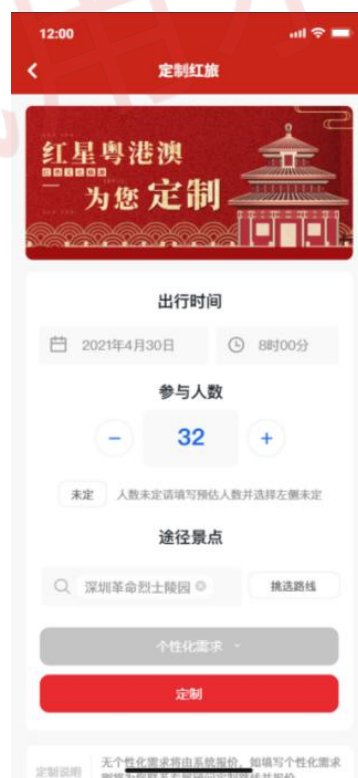 12:00
定制红旅
红星粤港澳
为您 定制
出行时间
2021年4月30日 8时00分
参与人数
− 32 +
未定 人数未定请填写预估人数并选择左侧未定
途径景点
深圳革命烈士陵园 挑选路线
个性化需求
定制
定制说明 无个性化需求将由系统报价，如填写个性化需求